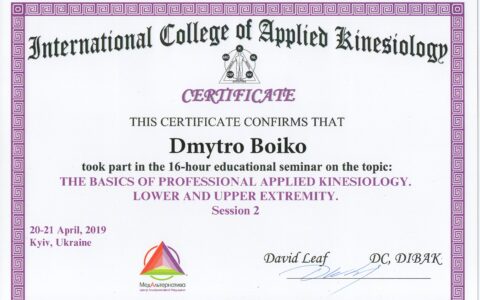 International College of Applied Kinesiology
CERTIFICATE
THIS CERTIFICATE CONFIRMS THAT
Dmytro Boiko
took part in the 16-hour educational seminar on the topic:
THE BASICS OF PROFESSIONAL APPLIED KINESIOLOGY.
LOWER AND UPPER EXTREMITY.
Session 2
20-21 April, 2019
Kyiv, Ukraine
МедАльтернатива
David Leaf DC, DIBAK